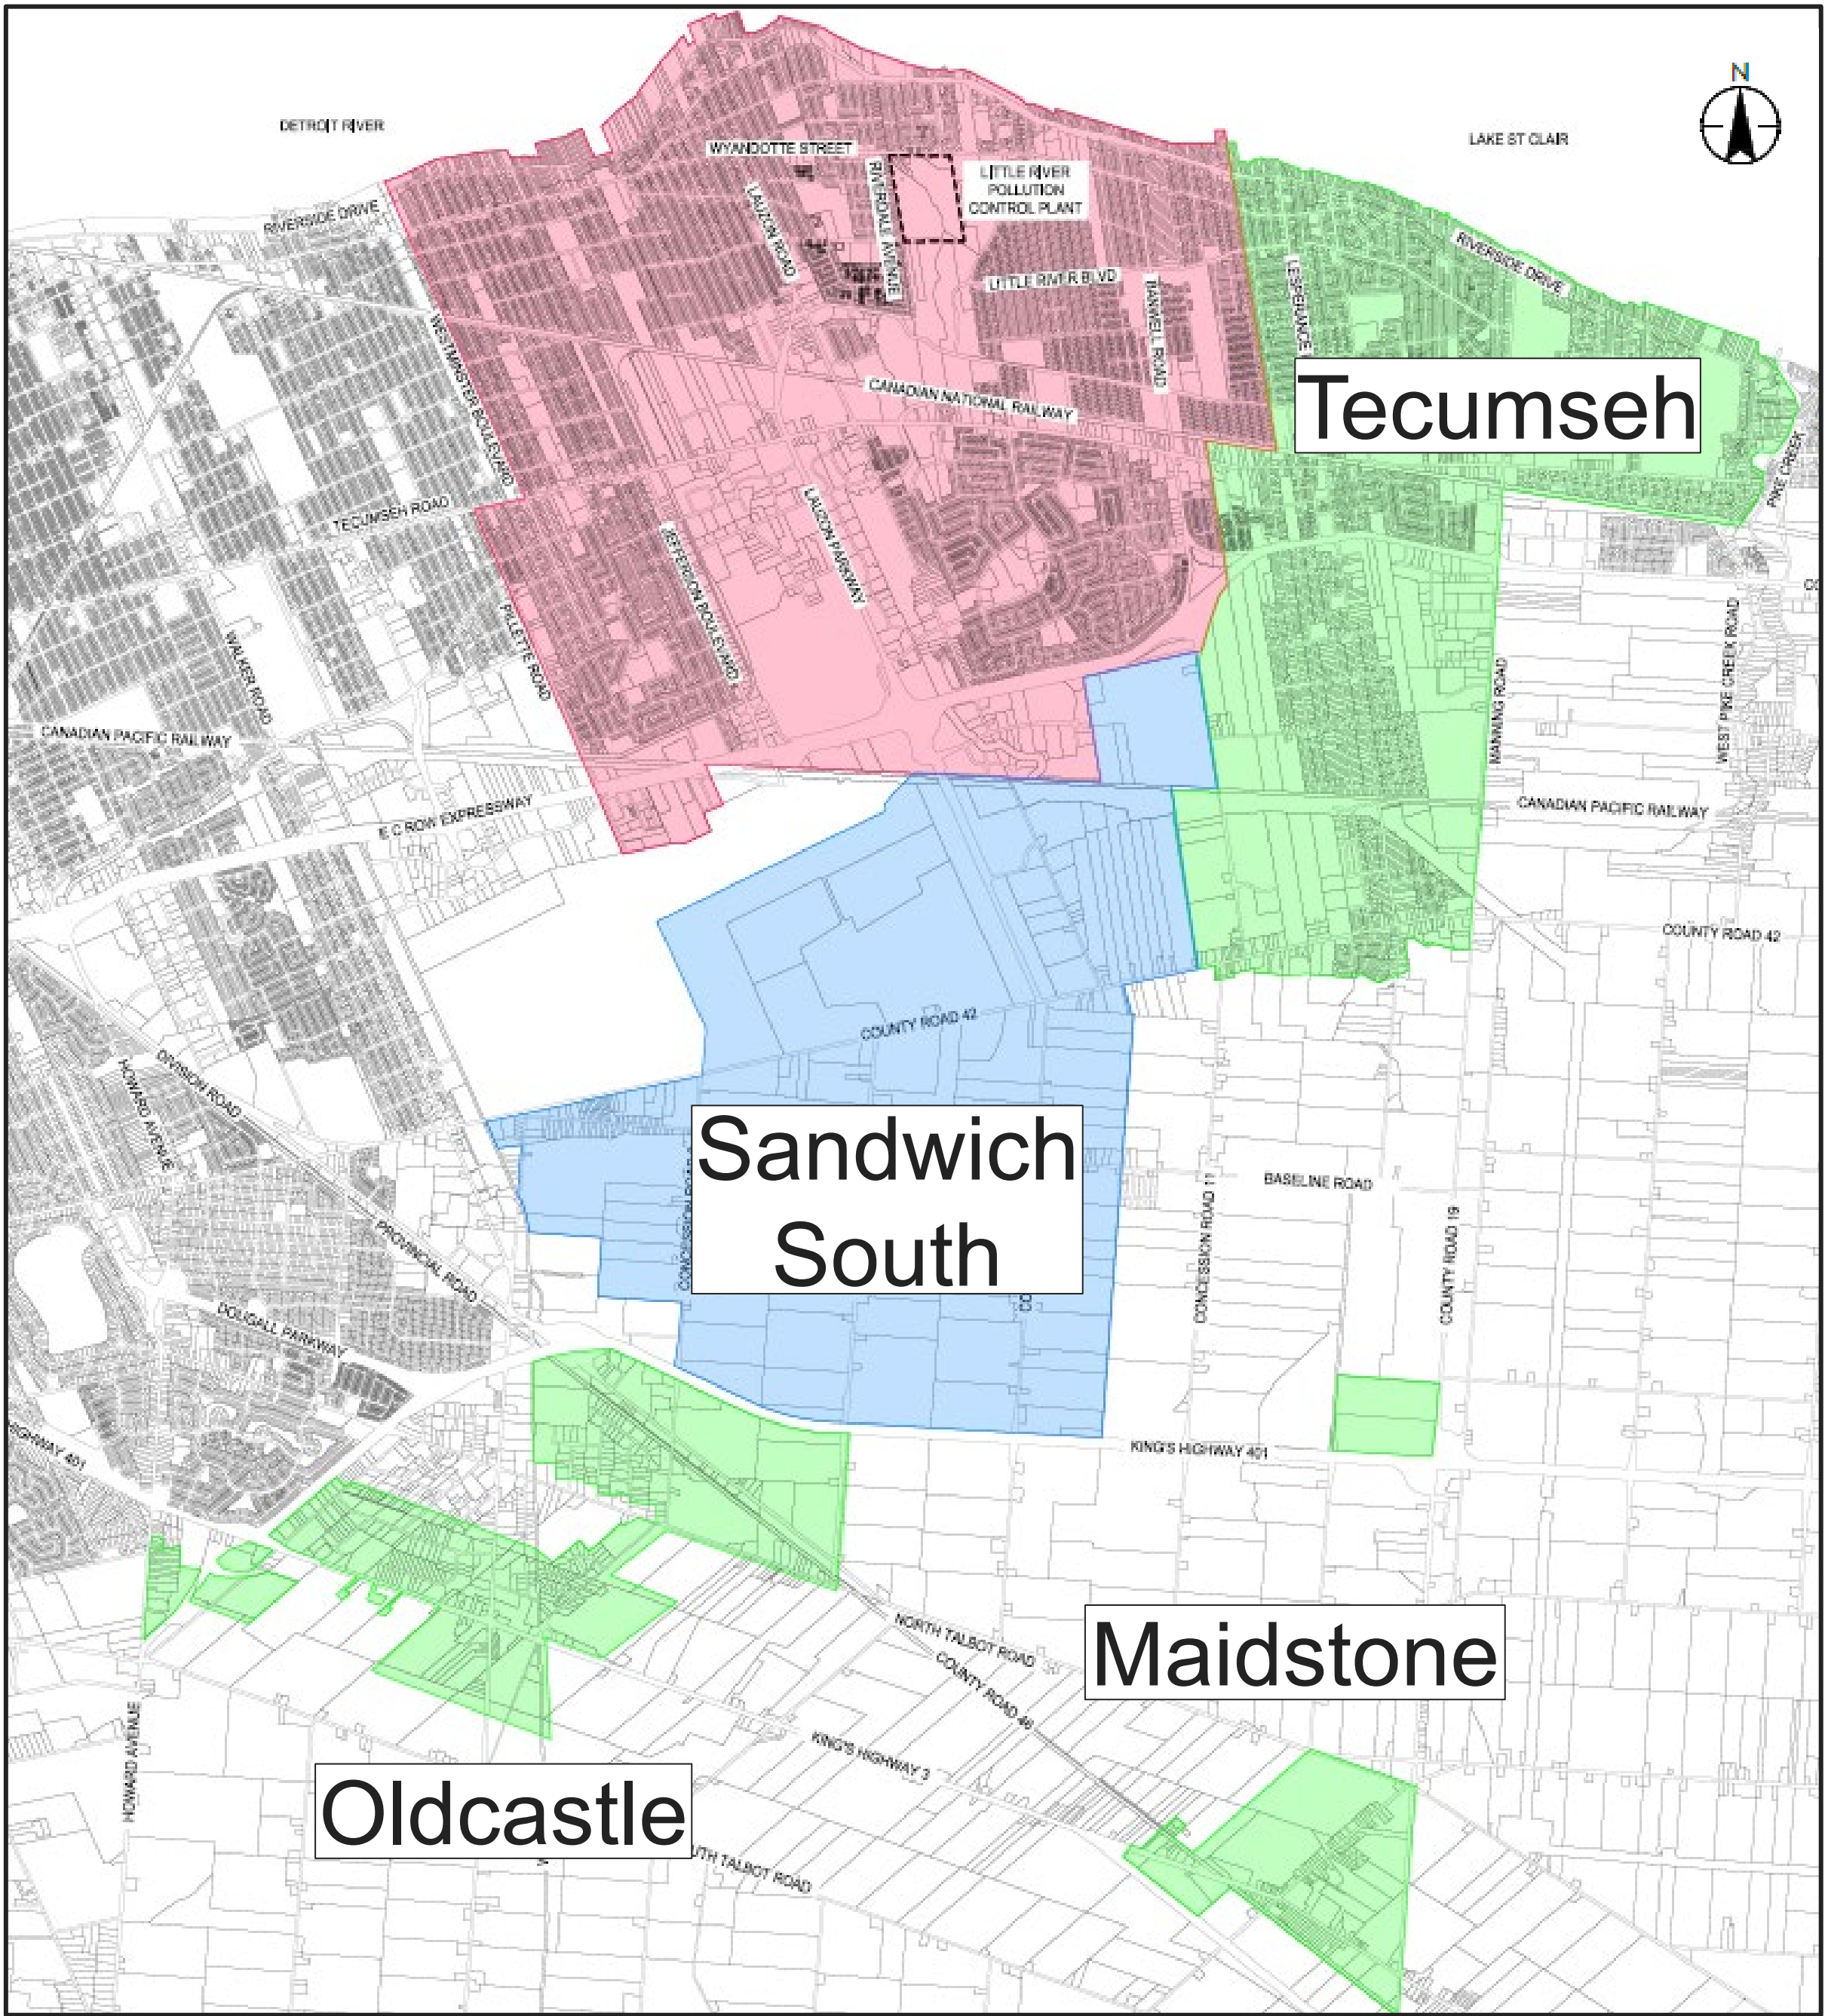 N
DETROIT RIVER
LAKE ST CLAIR
WYANDOTTE STREET
LITTLE RIVER
POLLUTION
CONTROL PLANT
RIVERDALE AVENUE
LAUZON ROAD
RIVERSIDE DRIVE
RIVERSIDE DRIVE
LITTLE RIVER BLVD
BANWELL ROAD
LESPERANCE
WESTMINSTER BOULEVARD
CANADIAN NATIONAL RAILWAY
Tecumseh
PIKE CREEK
TECUMSEH ROAD
LAUZON PARKWAY
JEFFERSON BOULEVARD
PILLETTE ROAD
WALKER ROAD
MANNING ROAD
WEST PIKE CREEK ROAD
CANADIAN PACIFIC RAILWAY
E C ROW EXPRESSWAY
CANADIAN PACIFIC RAILWAY
COUNTY ROAD 42
COUNTY ROAD 42
DIVISION ROAD
HOWARD AVENUE
Sandwich
South
BASELINE ROAD
CONCESSION ROAD 11
COUNTY ROAD 19
PROVINCIAL ROAD
DOUGALL PARKWAY
HIGHWAY 401
KING'S HIGHWAY 401
NORTH TALBOT ROAD
COUNTY ROAD 46
Maidstone
HOWARD AVENUE
KING'S HIGHWAY 3
Oldcastle
UTH TALBOT ROAD